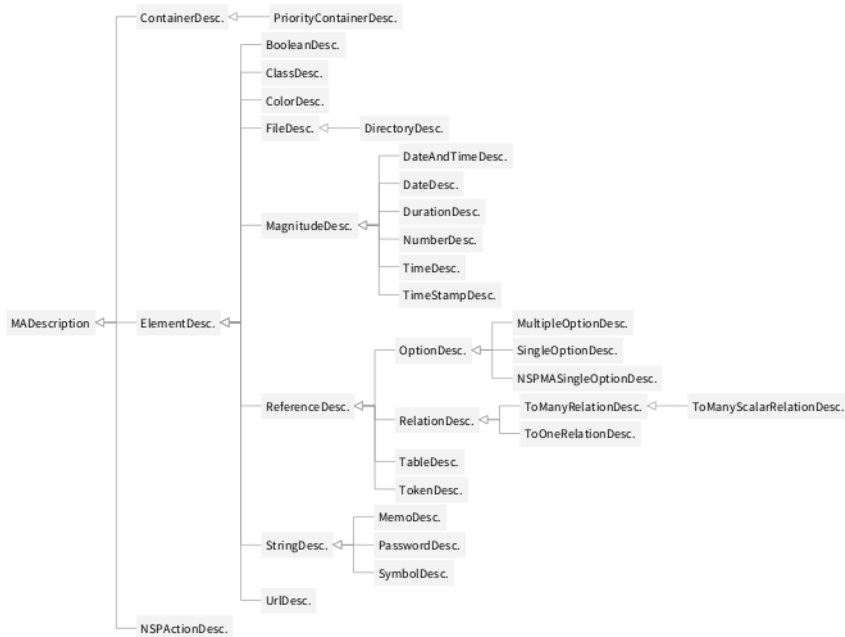 ContainerDesc. PriorityContainerDesc.
BooleanDesc.
ClassDesc.
ColorDesc.
FileDesc. DirectoryDesc.
DateAndTimeDesc.
DateDesc.
DurationDesc.
MagnitudeDesc.
NumberDesc.
TimeDesc.
TimeStampDesc.
MADescription ElementDesc. MultipleOptionDesc.
OptionDesc. SingleOptionDesc.
NSPMASingleOptionDesc.
ReferenceDesc. ToManyRelationDesc. ToManyScalarRelationDesc.
RelationDesc.
ToOneRelationDesc.
TableDesc.
TokenDesc.
MemoDesc.
StringDesc. PasswordDesc.
SymbolDesc.
UrlDesc.
NSPActionDesc.